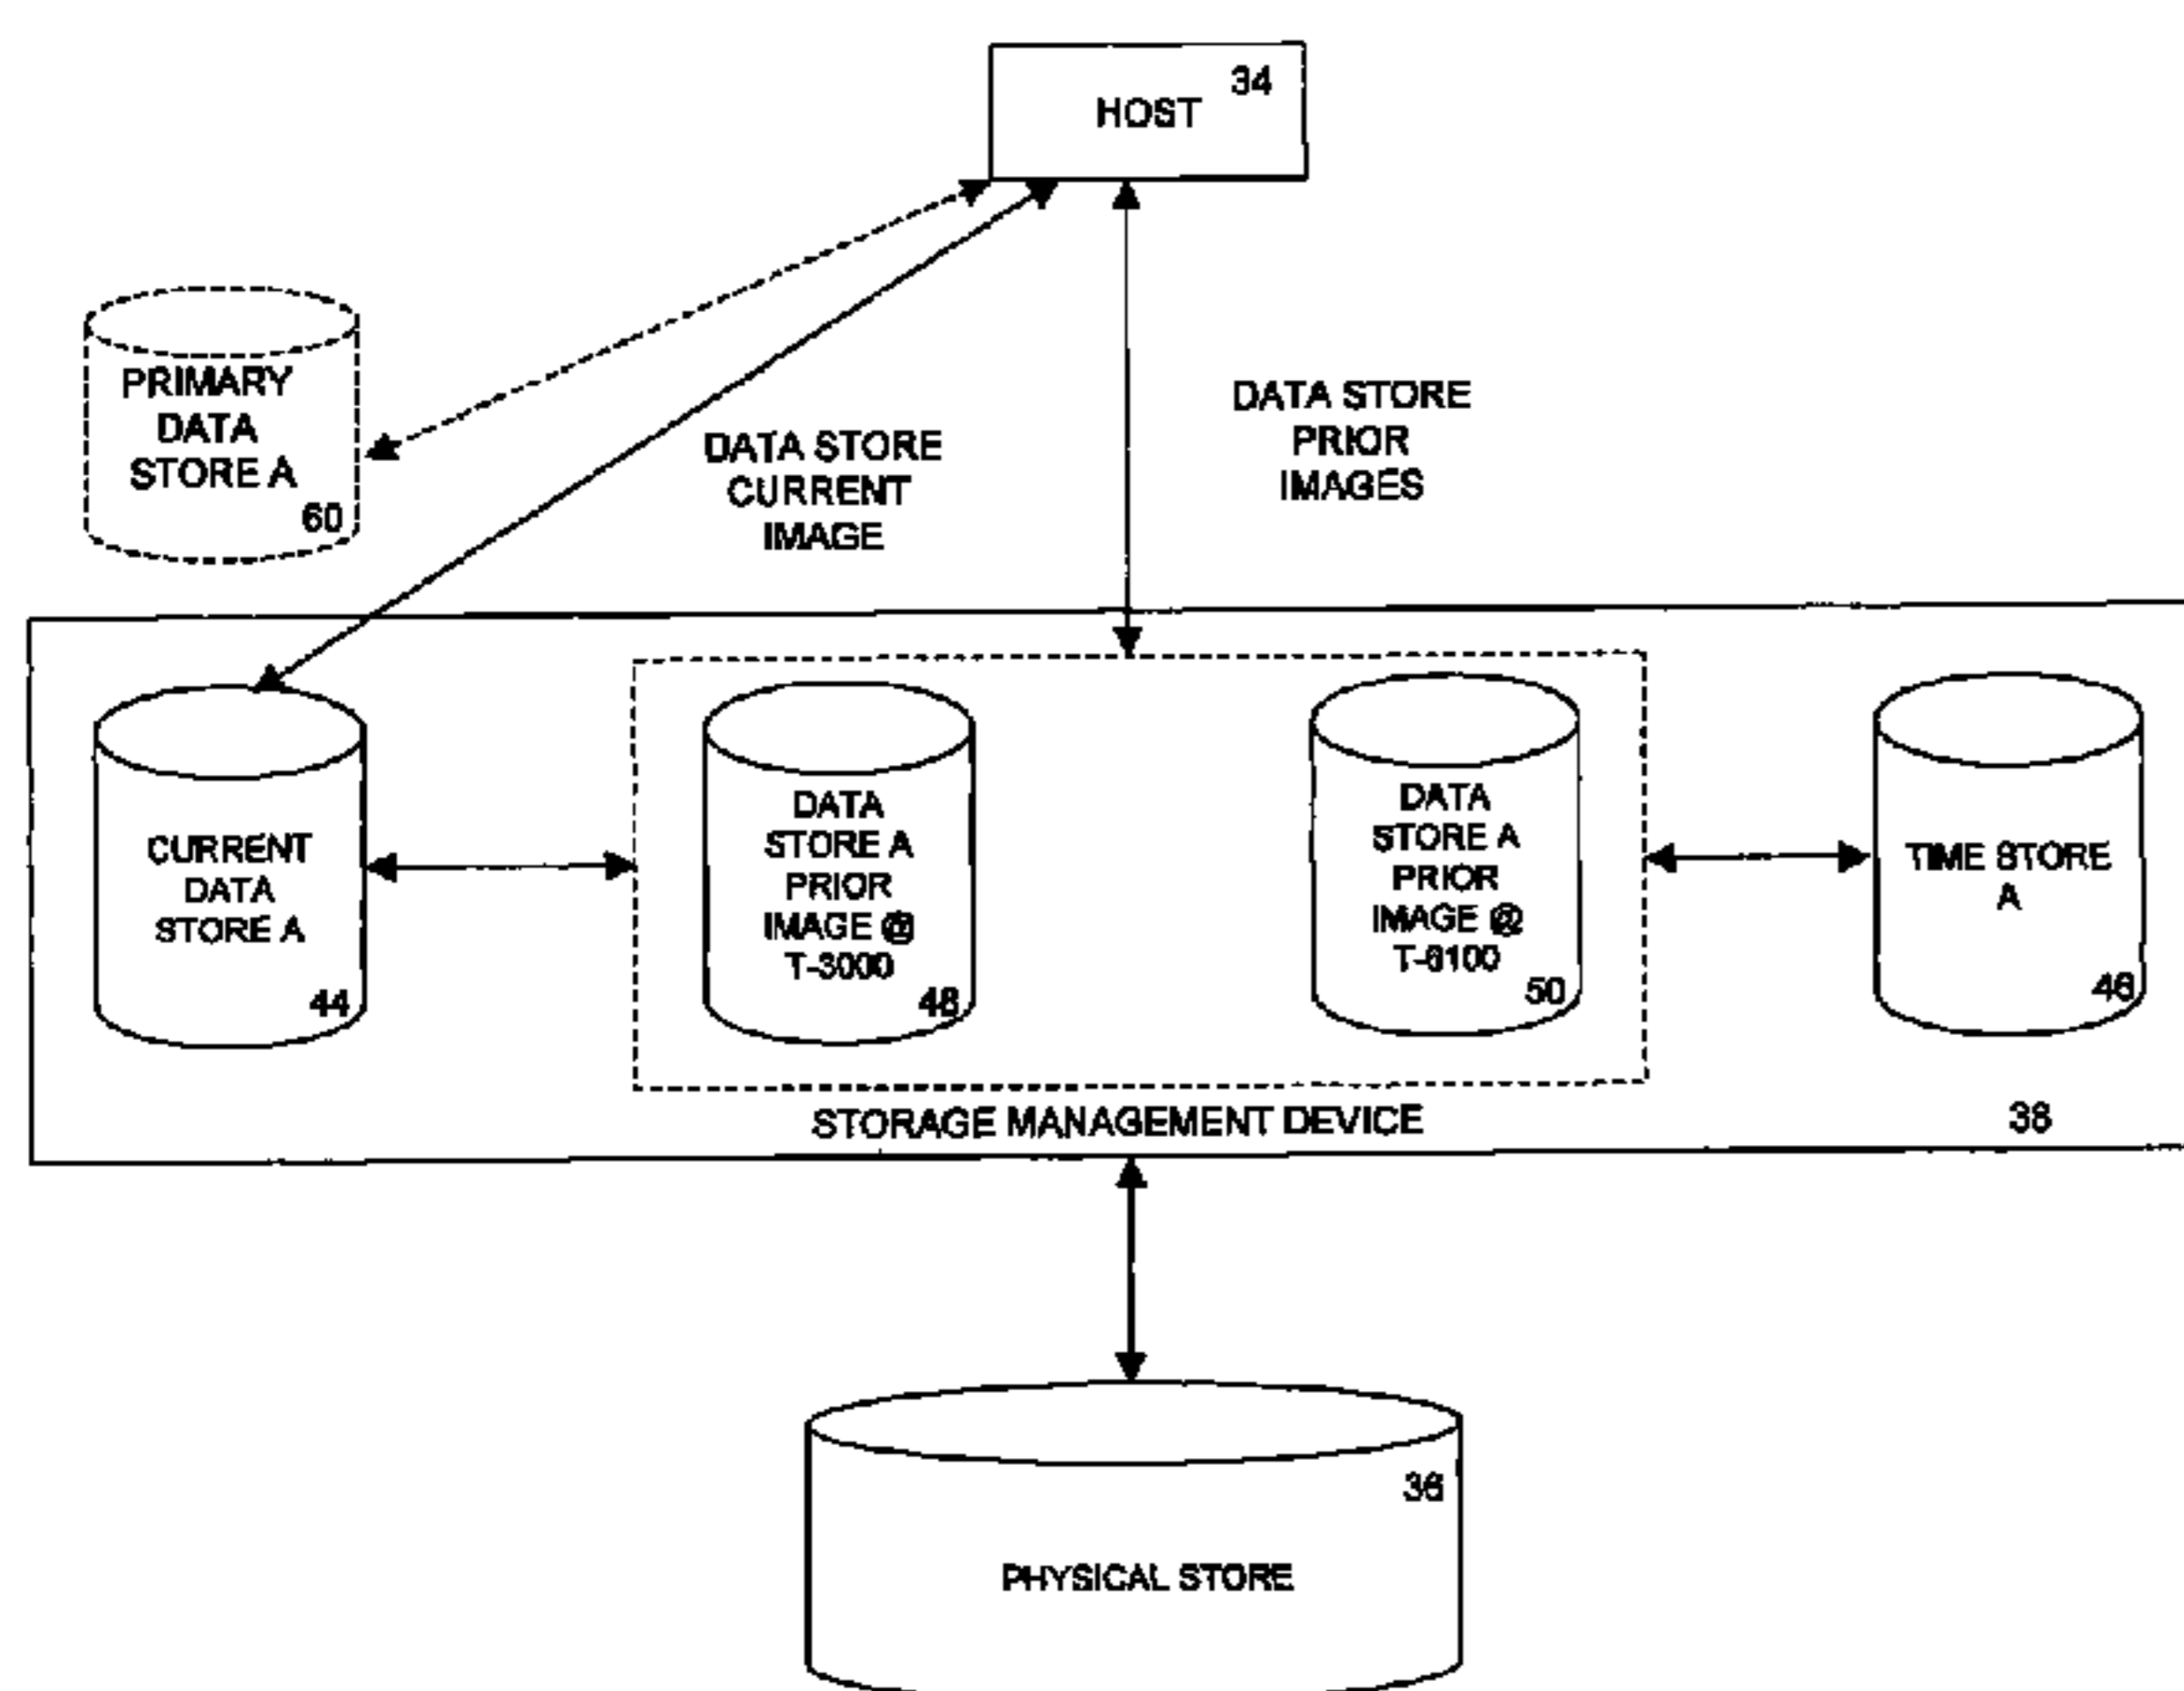 34
HOST
PRIMARY
DATA
STORE A
60
DATA STORE
CURRENT
IMAGE
DATA STORE
PRIOR
IMAGES
CURRENT
DATA
STORE A
44
DATA
STORE A
PRIOR
IMAGE @
T-3000
48
DATA
STORE A
PRIOR
IMAGE @
T-6100
50
TIME STORE
A
46
STORAGE MANAGEMENT DEVICE
38
36
PHYSICAL STORE